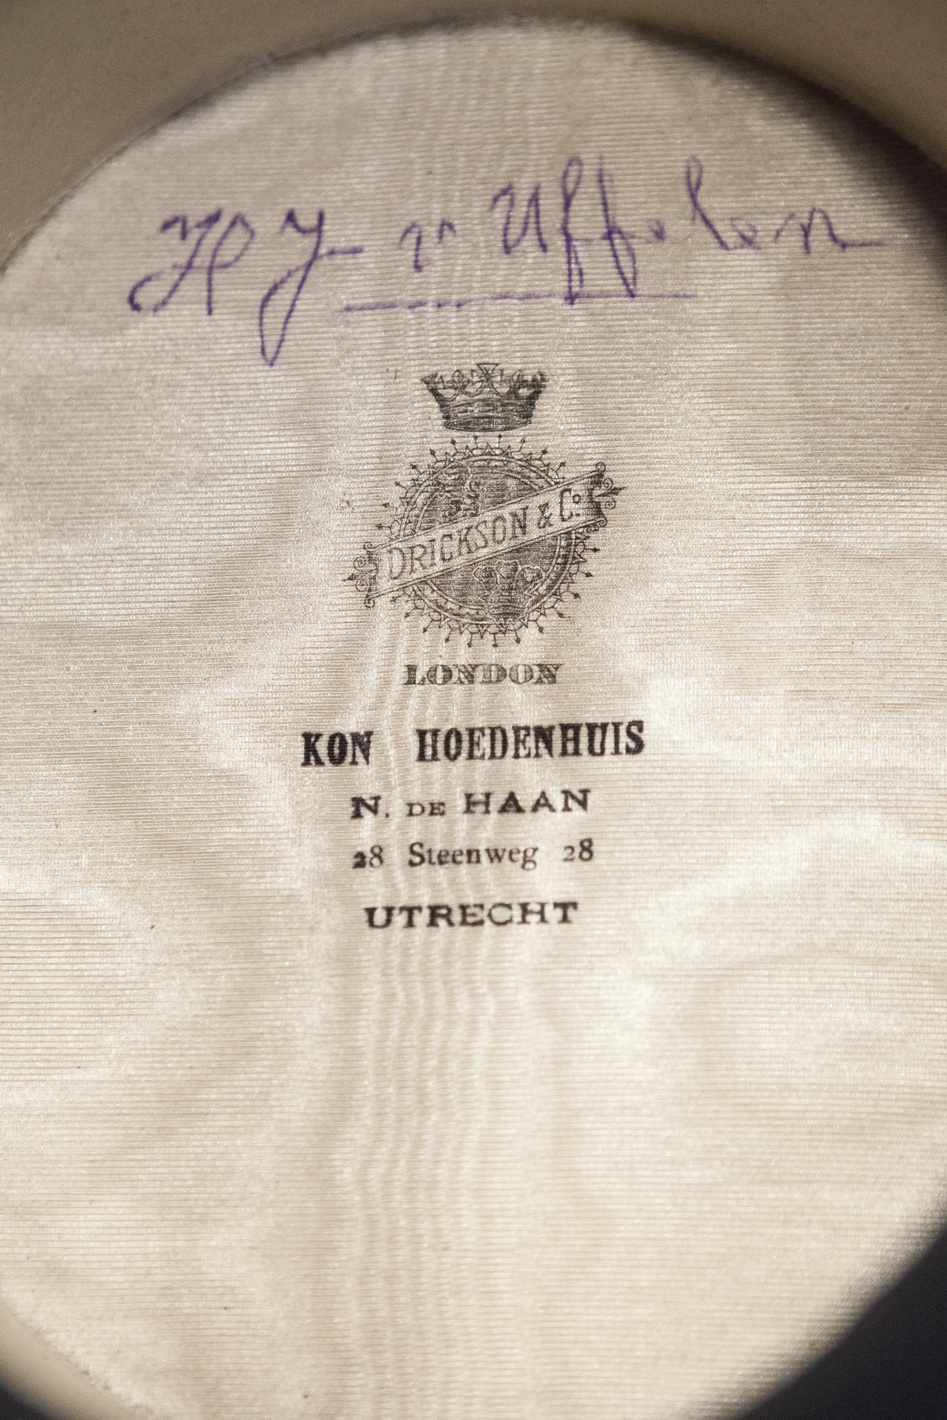 H J v Uffelen
DRICKSON & Co.
LONDON
KON HOEDENHUIS
N. DE HAAN
28 Steenweg 28
UTRECHT